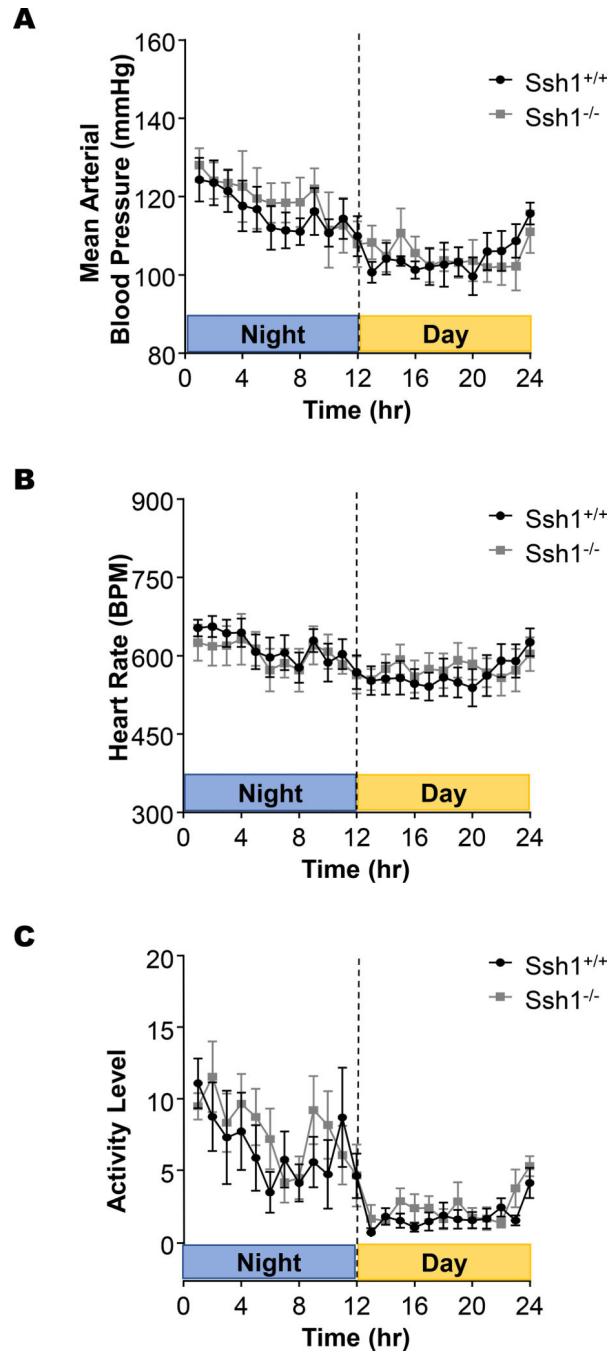 A
Mean Arterial
Blood Pressure (mmHg)
160
140
120
100
80
Ssh1+/+
Ssh1-/-
Night
Day
0
4
8
12
16
20
24
Time (hr)
B
Heart Rate (BPM)
900
750
600
450
300
Ssh1+/+
Ssh1-/-
Night
Day
0
4
8
12
16
20
24
Time (hr)
C
Activity Level
20
15
10
5
0
Ssh1+/+
Ssh1-/-
Night
Day
0
4
8
12
16
20
24
Time (hr)